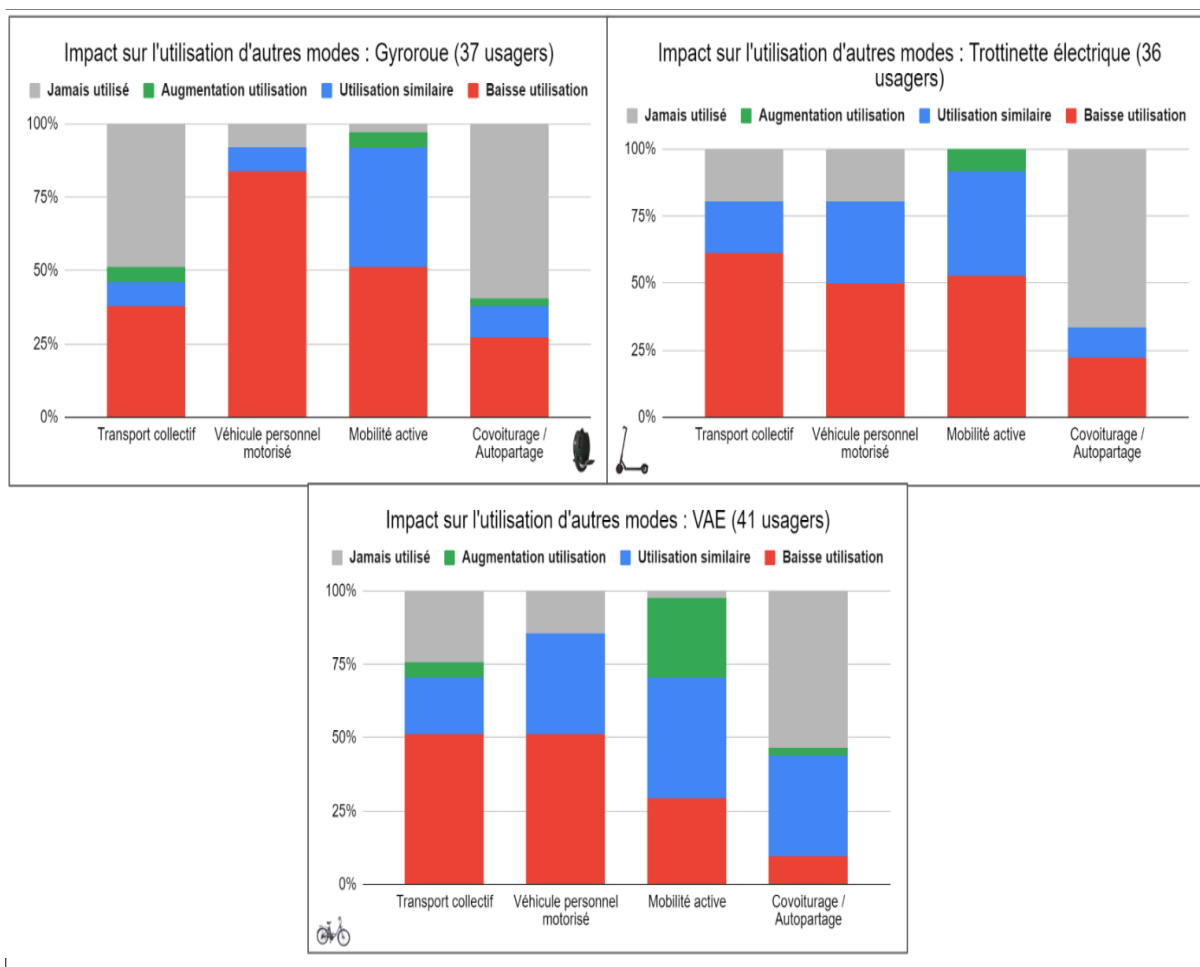 Impact sur l'utilisation d'autres modes : Gyroroue (37 usagers)
Jamais utilisé Augmentation utilisation Utilisation similaire Baisse utilisation
100%
75%
50%
25%
0%
Transport collectif Véhicule personnel motorisé Mobilité active Covoiturage / Autopartage
Impact sur l'utilisation d'autres modes : Trottinette électrique (36
usagers)
Jamais utilisé Augmentation utilisation Utilisation similaire Baisse utilisation
100%
75%
50%
25%
0%
Transport collectif Véhicule personnel motorisé Mobilité active Covoiturage / Autopartage
Impact sur l'utilisation d'autres modes : VAE (41 usagers)
Jamais utilisé Augmentation utilisation Utilisation similaire Baisse utilisation
100%
75%
50%
25%
0%
Transport collectif Véhicule personnel motorisé Mobilité active Covoiturage / Autopartage